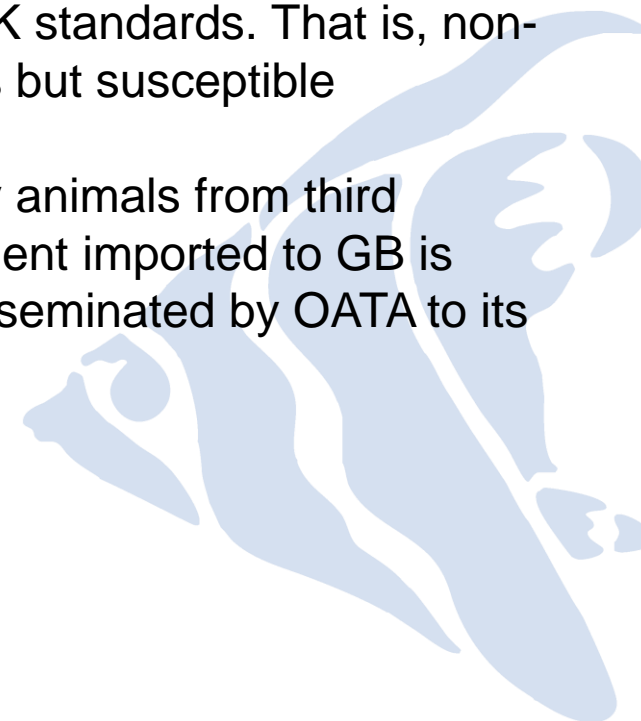 K standards. That is, non-
but susceptible
animals from third
ent imported to GB is
seminated by OATA to its